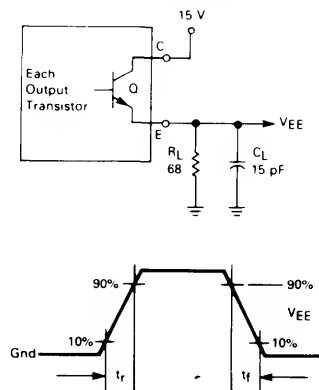 15 V
C
Each
Output
Transistor
Q
E
VEE
RL
68
CL
15 pF
90%
90%
VEE
10%
10%
Gnd
tr
tf